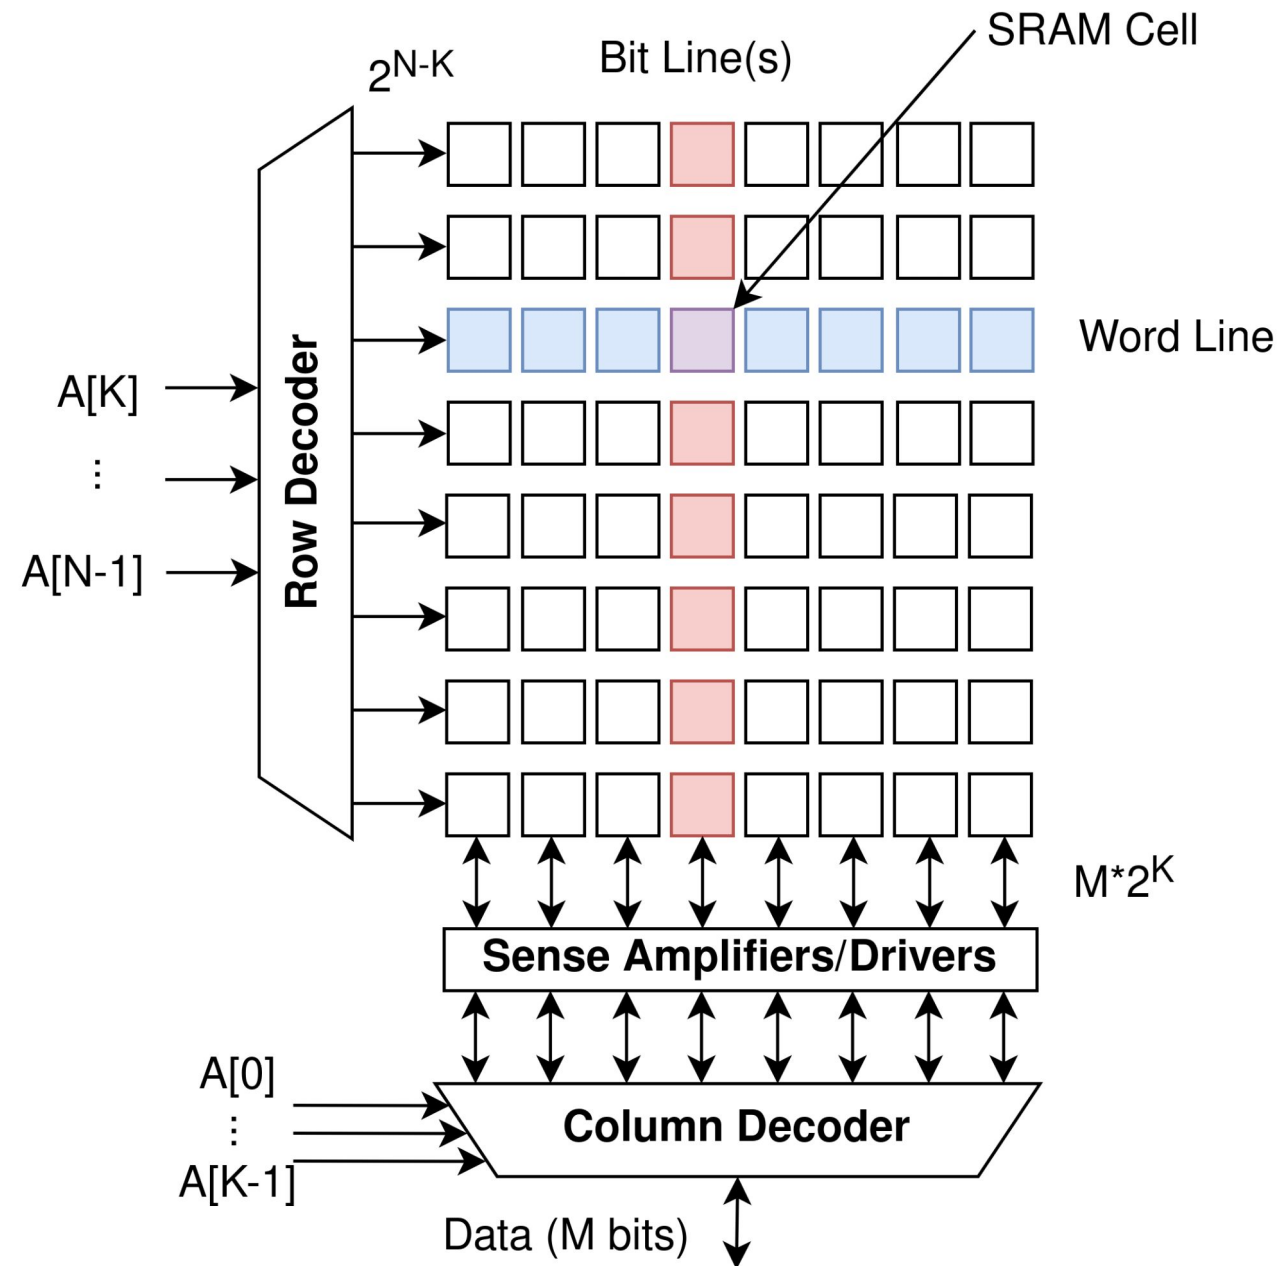 SRAM Cell
Bit Line(s)
2^N-K
Word Line
Row Decoder
A[K]
⋮
A[N-1]
M*2^K
Sense Amplifiers/Drivers
A[0]
⋮
A[K-1]
Column Decoder
Data (M bits)